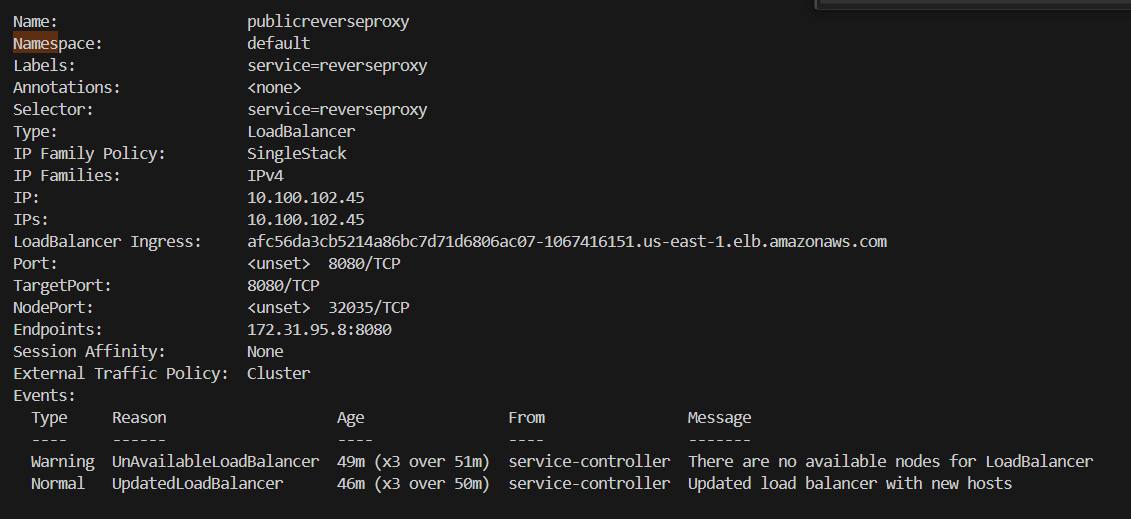 Name:                     publicreverseproxy
Namespace:                default
Labels:                   service=reverseproxy
Annotations:              <none>
Selector:                 service=reverseproxy
Type:                     LoadBalancer
IP Family Policy:         SingleStack
IP Families:              IPv4
IP:                       10.100.102.45
IPs:                      10.100.102.45
LoadBalancer Ingress:     afc56da3cb5214a86bc7d71d6806ac07-1067416151.us-east-1.elb.amazonaws.com
Port:                     <unset>  8080/TCP
TargetPort:               8080/TCP
NodePort:                 <unset>  32035/TCP
Endpoints:                172.31.95.8:8080
Session Affinity:         None
External Traffic Policy:  Cluster
Events:
  Type     Reason                   Age                From                Message
  ----     ------                   ----               ----                -------
  Warning  UnAvailableLoadBalancer  49m (x3 over 51m)  service-controller  There are no available nodes for LoadBalancer
  Normal   UpdatedLoadBalancer      46m (x3 over 50m)  service-controller  Updated load balancer with new hosts